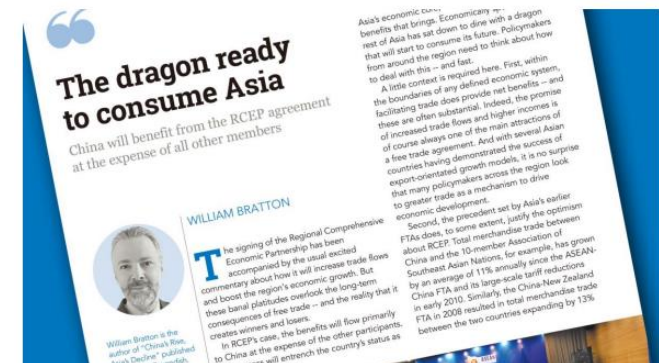 The dragon ready
to consume Asia
China will benefit from the RCEP agreement
at the expense of all other members
WILLIAM BRATTON
The signing of the Regional Comprehensive
Economic Partnership has been
accompanied by the usual excited
commentary about how it will increase trade flows
and boost the region's economic growth. But
these banal platitudes overlook the long-term
consequences of free trade -- and the reality that it
creates winners and losers.
In RCEP's case, the benefits will flow primarily
to China at the expense of the other participants.
will entrench the country's status as
William Bratton is the
author of "China's Rise,
Asia's Decline" published
Asia's economic
benefits that brings. Economically
rest of Asia has sat down to dine with a dragon
that will start to consume its future. Policymakers
from around the region need to think about how
to deal with this -- and fast.
A little context is required here. First, within
the boundaries of any defined economic system,
facilitating trade does provide net benefits -- and
these are often substantial. Indeed, the promise
of increased trade flows and higher incomes is
of course always one of the main attractions of
a free trade agreement. And with several Asian
countries having demonstrated the success of
export-orientated growth models, it is no surprise
that many policymakers across the region look
to greater trade as a mechanism to drive
economic development.
Second, the precedent set by Asia's earlier
FTAs does, to some extent, justify the optimism
about RCEP. Total merchandise trade between
China and the 10-member Association of
Southeast Asian Nations, for example, has grown
by an average of 11% annually since the ASEAN-
China FTA and its large-scale tariff reductions
in early 2010. Similarly, the China-New Zealand
FTA in 2008 resulted in total merchandise trade
between the two countries expanding by 13%